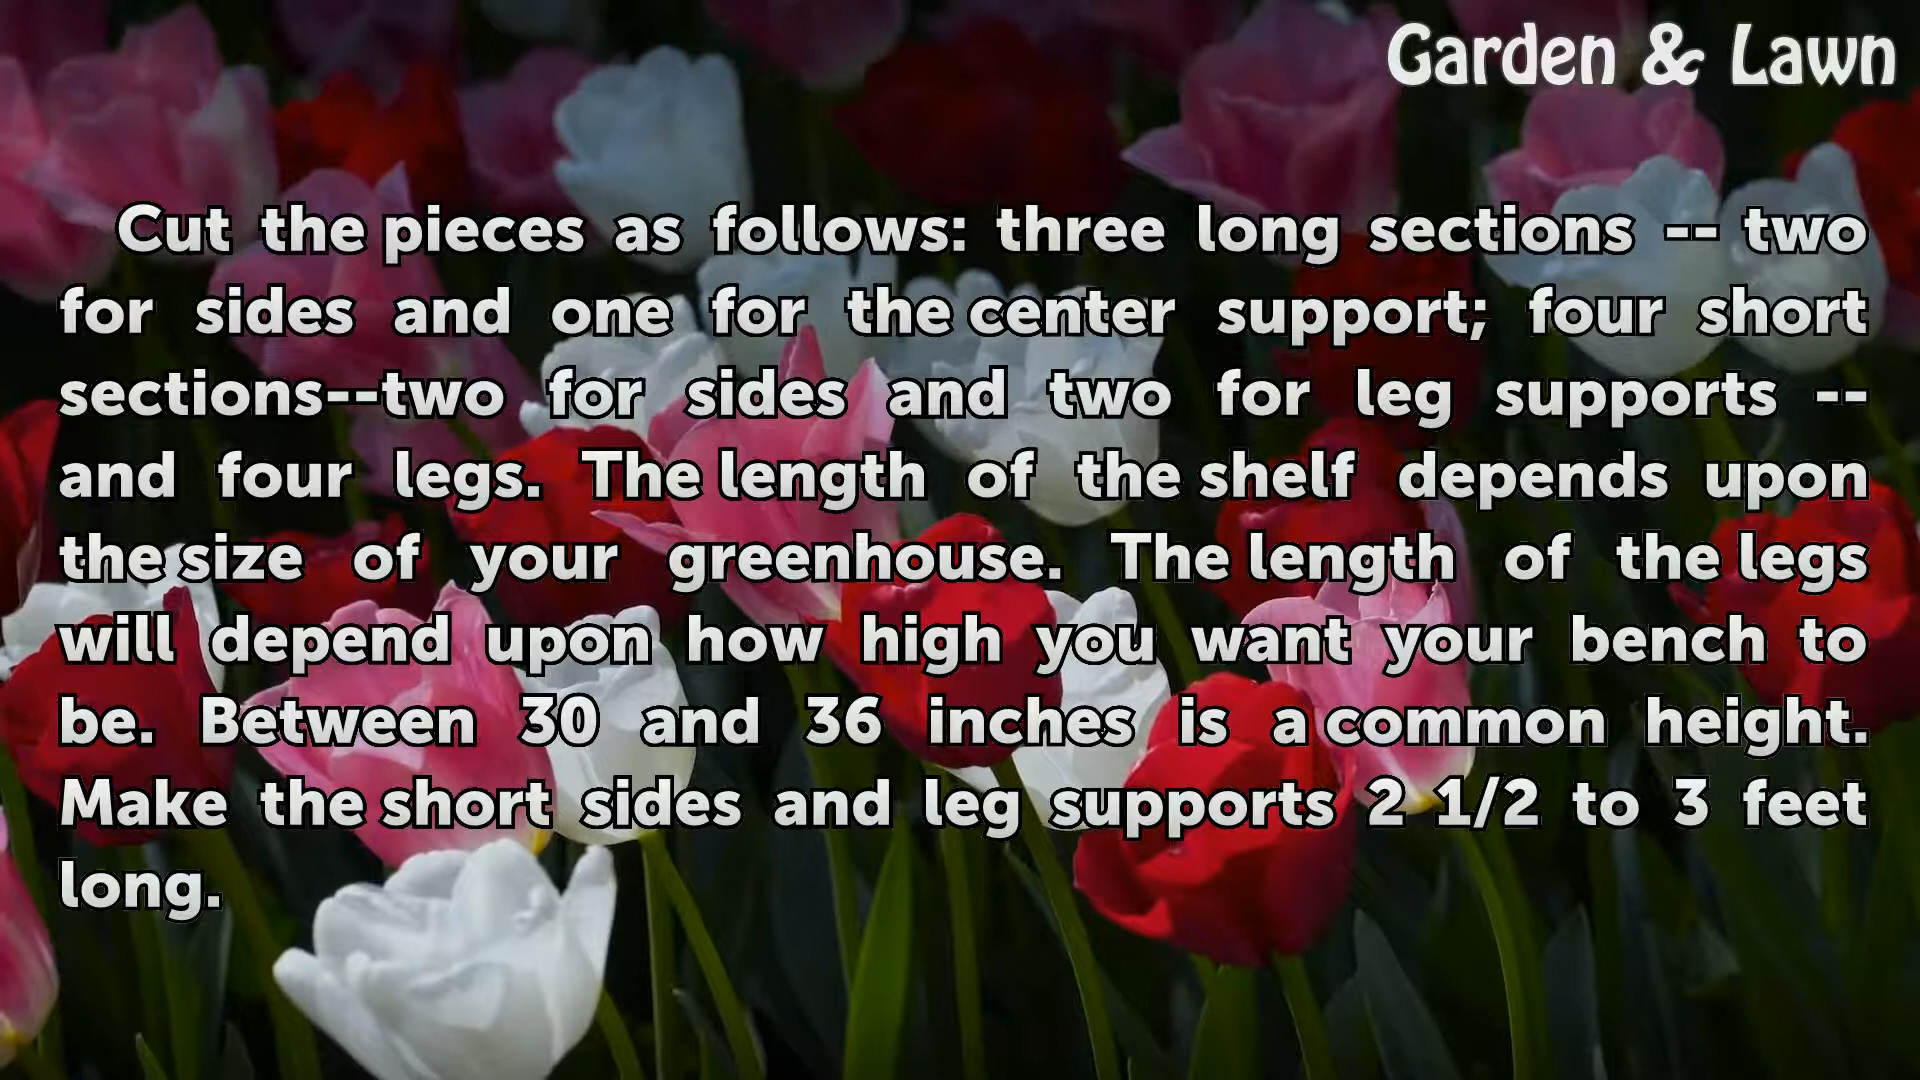 Garden & Lawn
Cut the pieces as follows: three long sections -- two
for sides and one for the center support; four short
sections--two for sides and two for leg supports --
and four legs. The length of the shelf depends upon
the size of your greenhouse. The length of the legs
will depend upon how high you want your bench to
be. Between 30 and 36 inches is a common height.
Make the short sides and leg supports 2 1/2 to 3 feet
long.